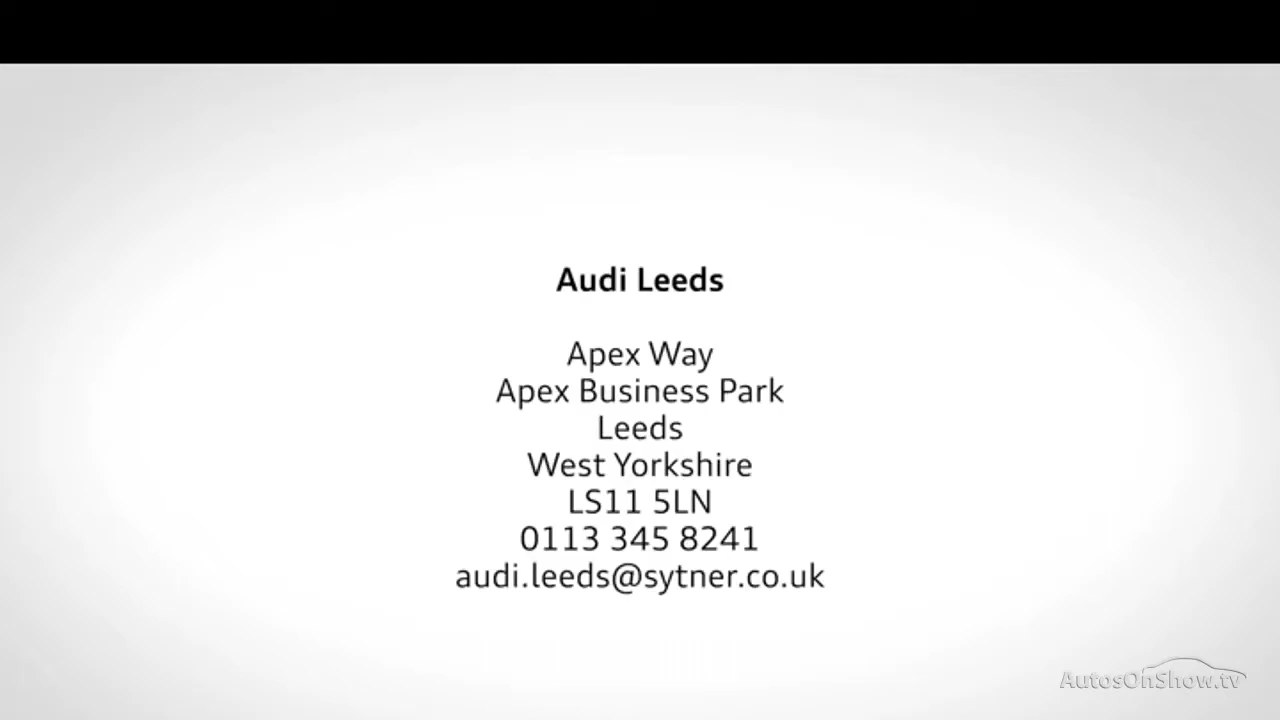 Audi Leeds
Apex Way
Apex Business Park
Leeds
West Yorkshire
LS11 5LN
0113 345 8241
audi.leeds@sytner.co.uk
AutosOnShow.tv